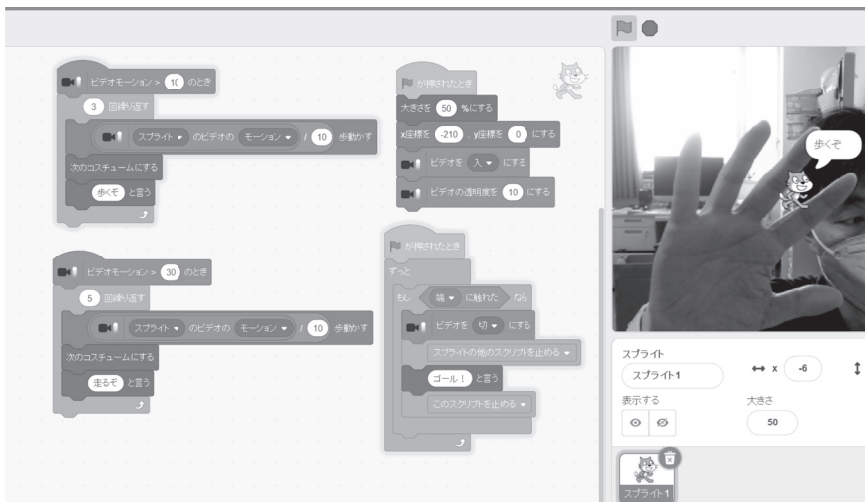 ビデオモーション > 10 のとき
3 回繰り返す
スプライト のビデオの モーション / 10 歩動かす
次のコスチュームにする
歩くぞ と言う
ビデオモーション > 30 のとき
5 回繰り返す
スプライト のビデオの モーション / 10 歩動かす
次のコスチュームにする
走るぞ と言う
が押されたとき
大きさを 50 %にする
x座標を -210 、y座標を 0 にする
ビデオを 入 にする
ビデオの透明度を 10 にする
が押されたとき
ずっと
もし 端 に触れた なら
ビデオを 切 にする
スプライトの他のスクリプトを止める
ゴール! と言う
このスクリプトを止める
歩くぞ
スプライト
スプライト1 x -6
表示する 大きさ
50
スプライト1